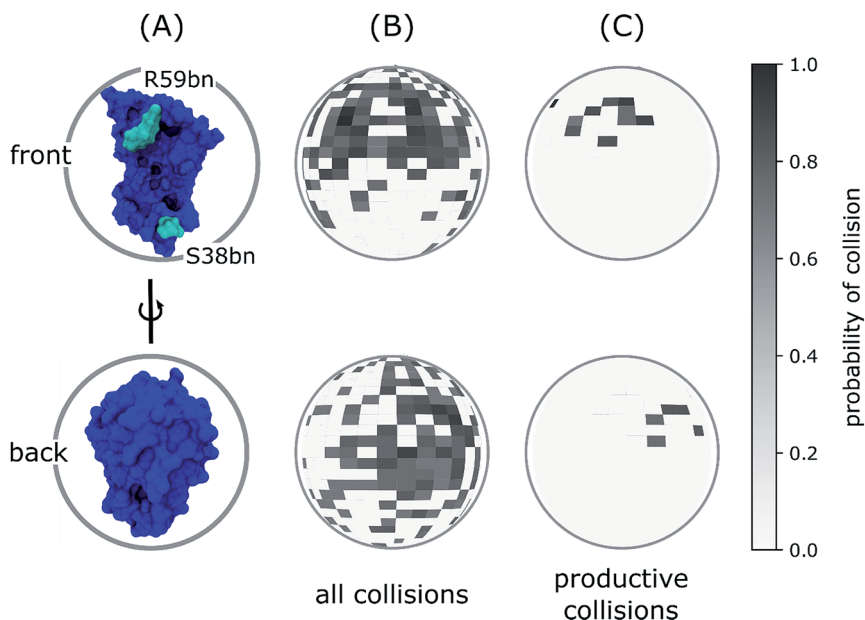 (A)
(B)
(C)
R59bn
front
S38bn
back
all collisions
productive
collisions
1.0
0.8
0.6
0.4
0.2
0.0
probability of collision